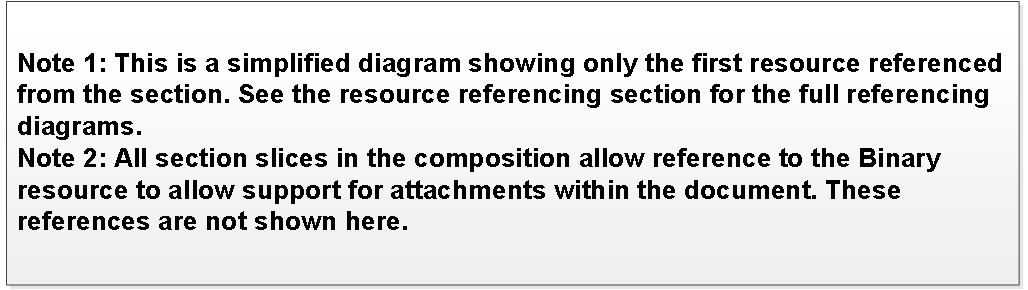 Note 1: This is a simplified diagram showing only the first resource referenced
from the section. See the resource referencing section for the full referencing
diagrams.
Note 2: All section slices in the composition allow reference to the Binary
resource to allow support for attachments within the document. These
references are not shown here.